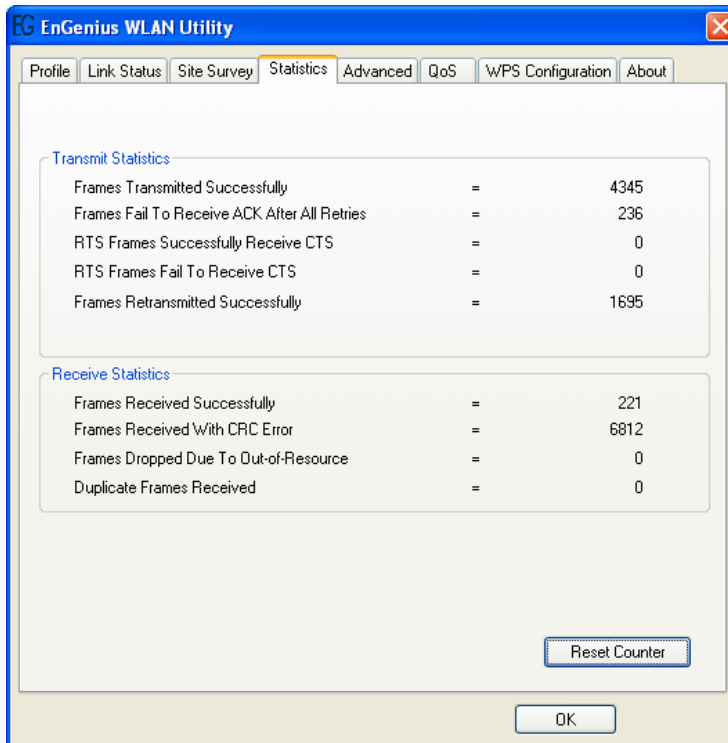 EG EnGenius WLAN Utility
Profile Link Status Site Survey Statistics Advanced QoS WPS Configuration About
Transmit Statistics
Frames Transmitted Successfully = 4345
Frames Fail To Receive ACK After All Retries = 236
RTS Frames Successfully Receive CTS = 0
RTS Frames Fail To Receive CTS = 0
Frames Retransmitted Successfully = 1695
Receive Statistics
Frames Received Successfully = 221
Frames Received With CRC Error = 6812
Frames Dropped Due To Out-of-Resource = 0
Duplicate Frames Received = 0
Reset Counter
OK